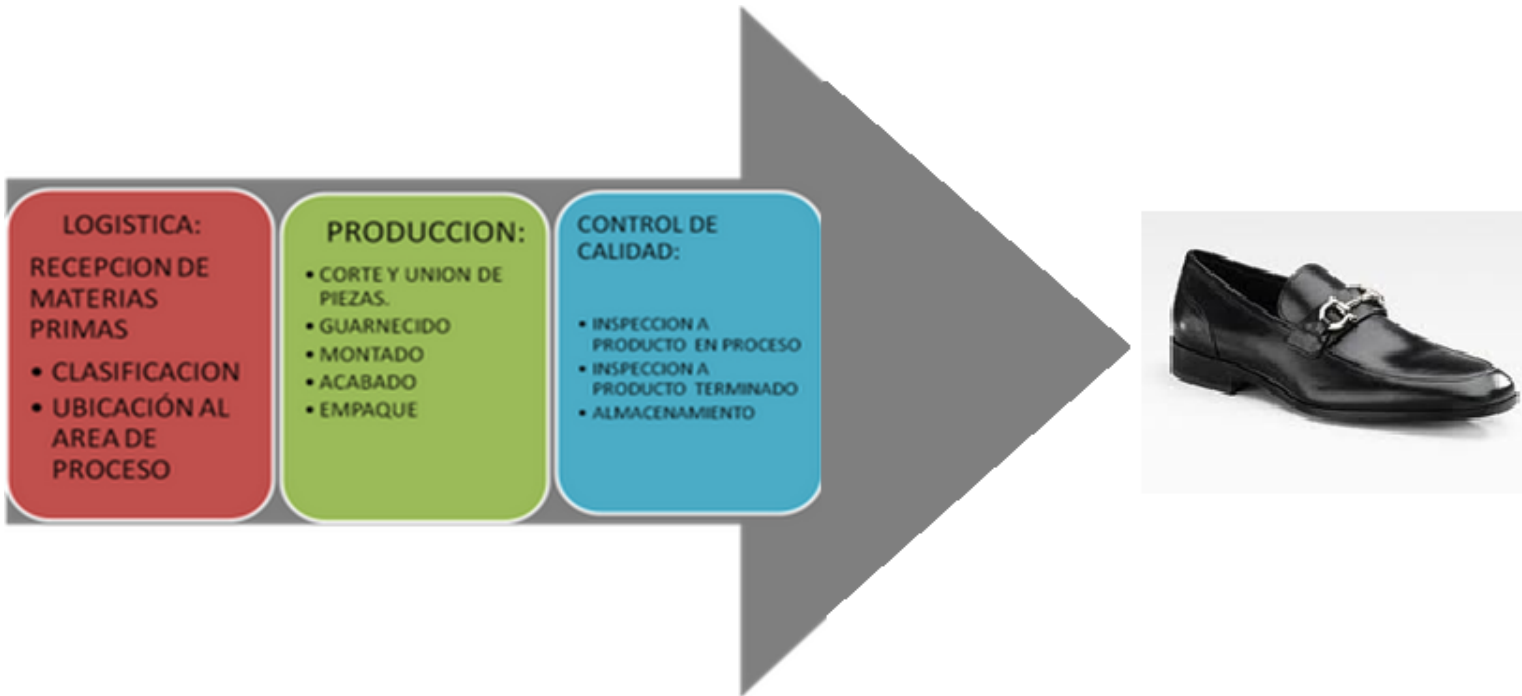 LOGISTICA:
RECEPCION DE
MATERIAS
PRIMAS
• CLASIFICACION
• UBICACIÓN AL
AREA DE
PROCESO
PRODUCCION:
• CORTE Y UNION DE
PIEZAS.
• GUARNECIDO
• MONTADO
• ACABADO
• EMPAQUE
CONTROL DE
CALIDAD:
• INSPECCION A
PRODUCTO EN PROCESO
• INSPECCION A
PRODUCTO TERMINADO
• ALMACENAMIENTO